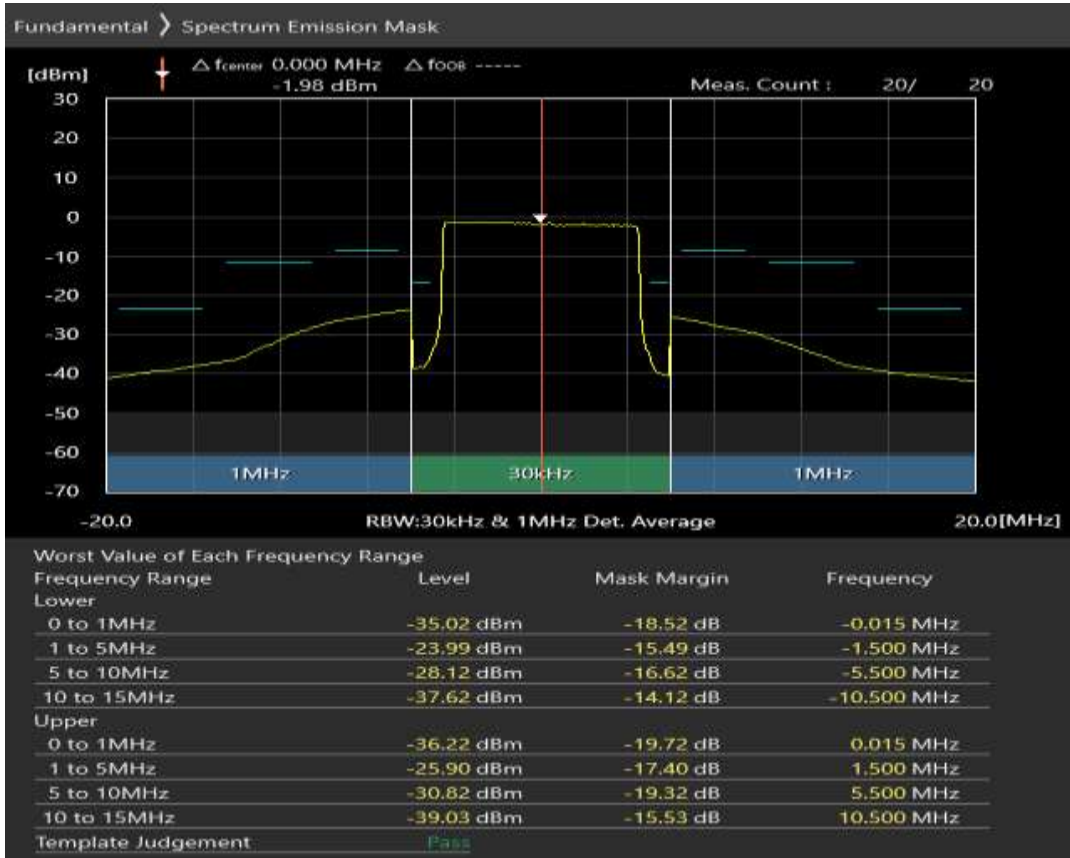 Fundamental ❯ Spectrum Emission Mask
[dBm] △ fcenter 0.000 MHz △ fOOB -----
-1.98 dBm Meas. Count : 20/ 20
30
20
10
0
-10
-20
-30
-40
-50
-60
1MHz 30kHz 1MHz
-70
-20.0 RBW:30kHz & 1MHz Det. Average 20.0[MHz]
Worst Value of Each Frequency Range
Frequency Range Level Mask Margin Frequency
Lower
0 to 1MHz -35.02 dBm -18.52 dB -0.015 MHz
1 to 5MHz -23.99 dBm -15.49 dB -1.500 MHz
5 to 10MHz -28.12 dBm -16.62 dB -5.500 MHz
10 to 15MHz -37.62 dBm -14.12 dB -10.500 MHz
Upper
0 to 1MHz -36.22 dBm -19.72 dB 0.015 MHz
1 to 5MHz -25.90 dBm -17.40 dB 1.500 MHz
5 to 10MHz -30.82 dBm -19.32 dB 5.500 MHz
10 to 15MHz -39.03 dBm -15.53 dB 10.500 MHz
Template Judgement Pass